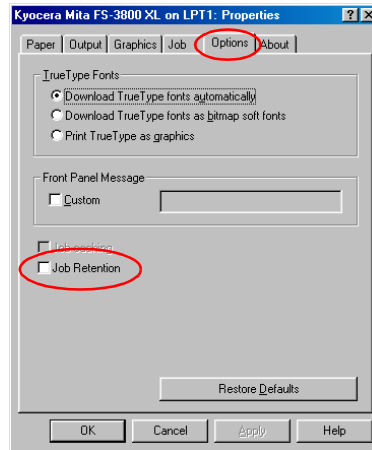 Kyocera Mita FS-3800 XL on LPT1: Properties
Paper Output Graphics Job Options About
TrueType Fonts
Download TrueType fonts automatically
Download TrueType fonts as bitmap soft fonts
Print TrueType as graphics
Front Panel Message
Custom
Job caching
Job Retention
Restore Defaults
OK Cancel Apply Help